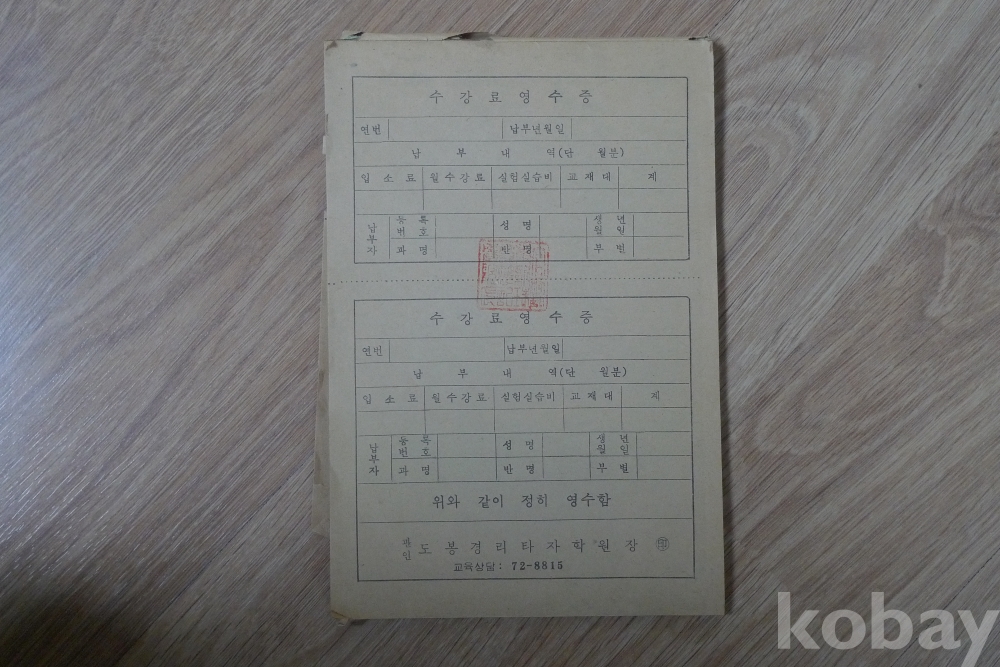 수 강 료 영 수 증
연번 납부년월일
납 부 내 역(단 월분)
입 소 료 월수강료 실험실습비 교 재 대 계
등 록 번 호 성 명 생 년 월 일
납부자
과 명 반 명 부 번
수 강 료 영 수 증
연번 납부년월일
납 부 내 역(단 월분)
입 소 료 월수강료 실험실습비 교 재 대 계
등 록 번 호 성 명 생 년 월 일
납부자
과 명 반 명 부 벌
위와 같이 정히 영수함
도 봉 경 리 타 자 학 원 장
교육상담 : 72-8815
kobay